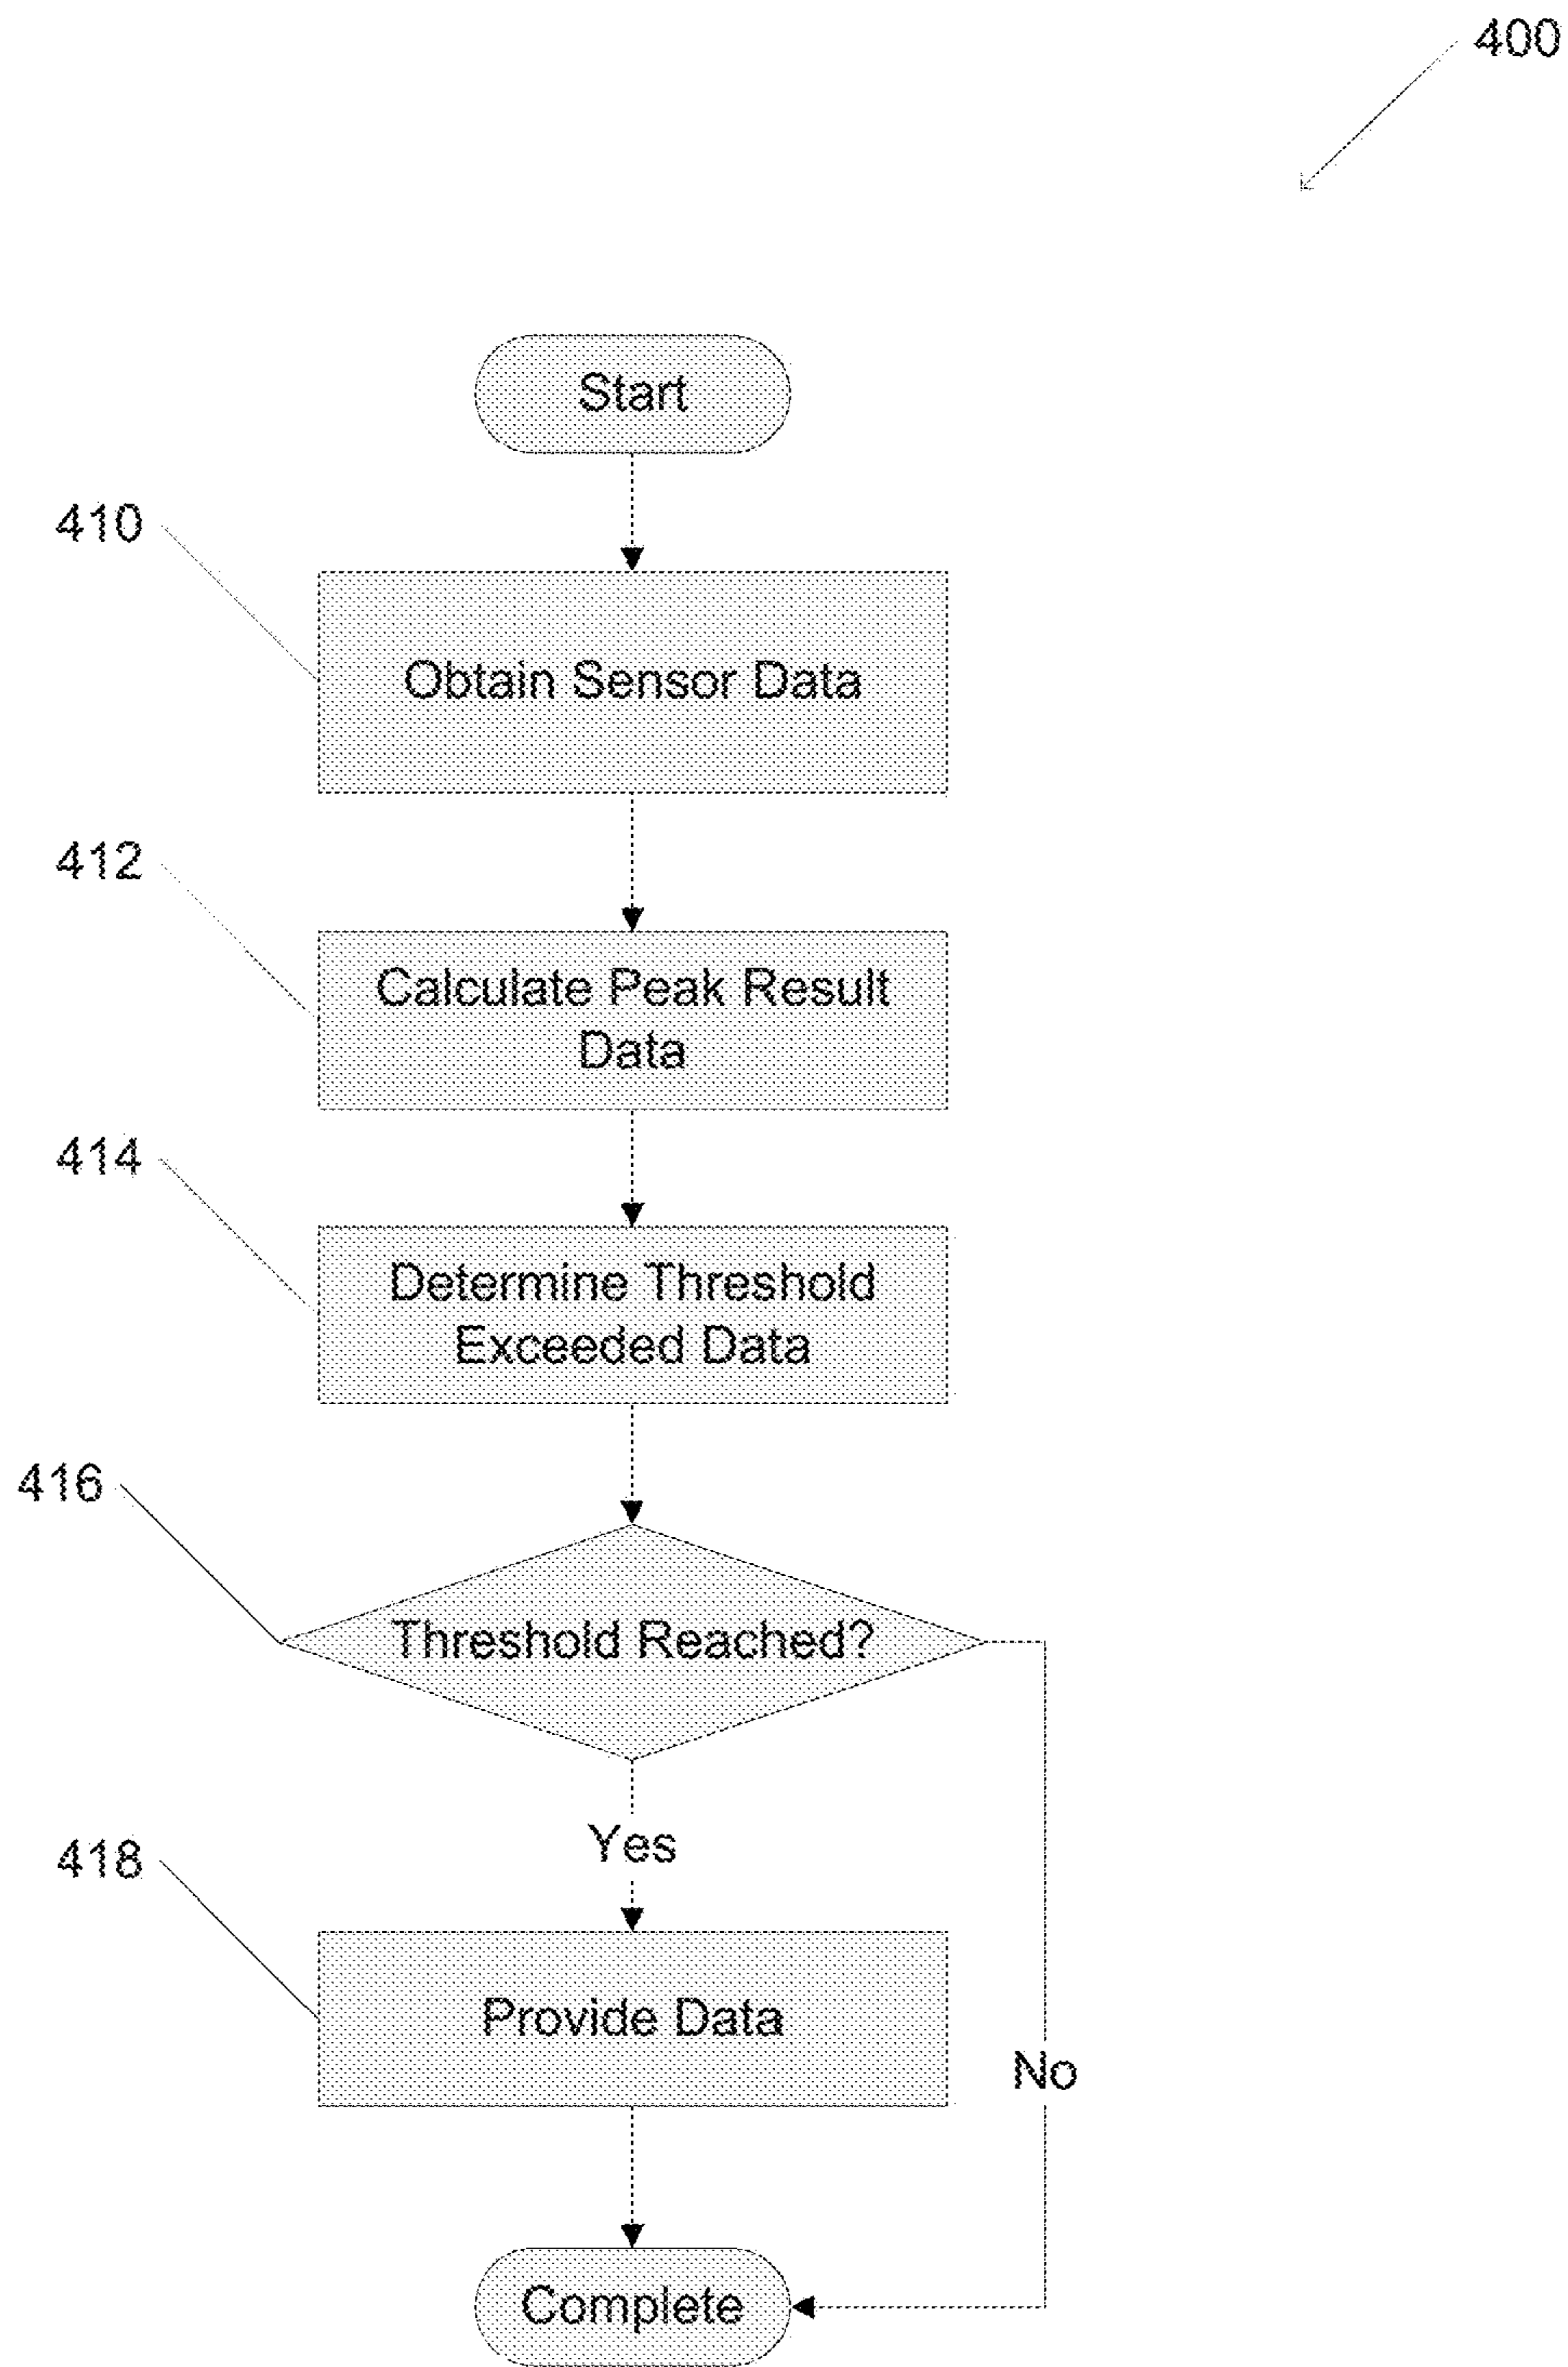 400
Start
410
Obtain Sensor Data
412
Calculate Peak Result
Data
414
Determine Threshold
Exceeded Data
416
Threshold Reached?
Yes
418
Provide Data
No
Complete